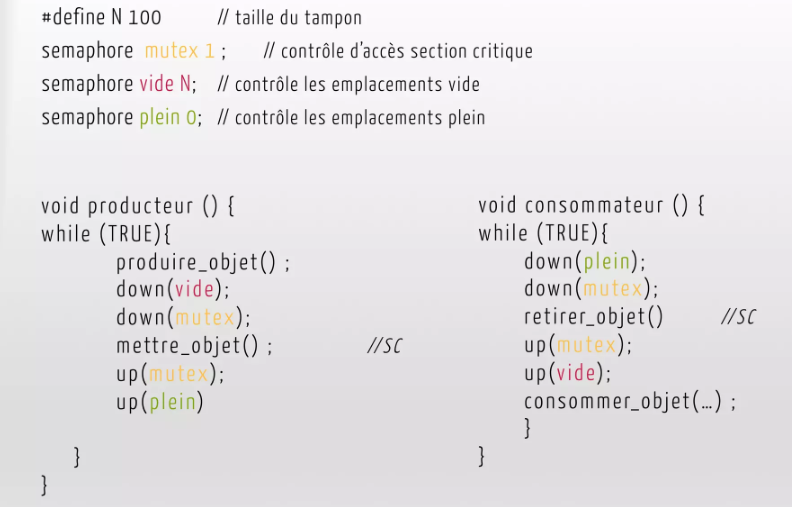 #define N 100 // taille du tampon
semaphore mutex 1 ; // contrôle d'accès section critique
semaphore vide N; // contrôle les emplacements vide
semaphore plein 0; // contrôle les emplacements plein
void producteur () {
while (TRUE){
produire_objet() ;
down(vide);
down(mutex);
mettre_objet() ; //SC
up(mutex);
up(plein)
}
}
void consommateur () {
while (TRUE){
down(plein);
down(mutex);
retirer_objet() //SC
up(mutex);
up(vide);
consommer_objet(…) ;
}
}